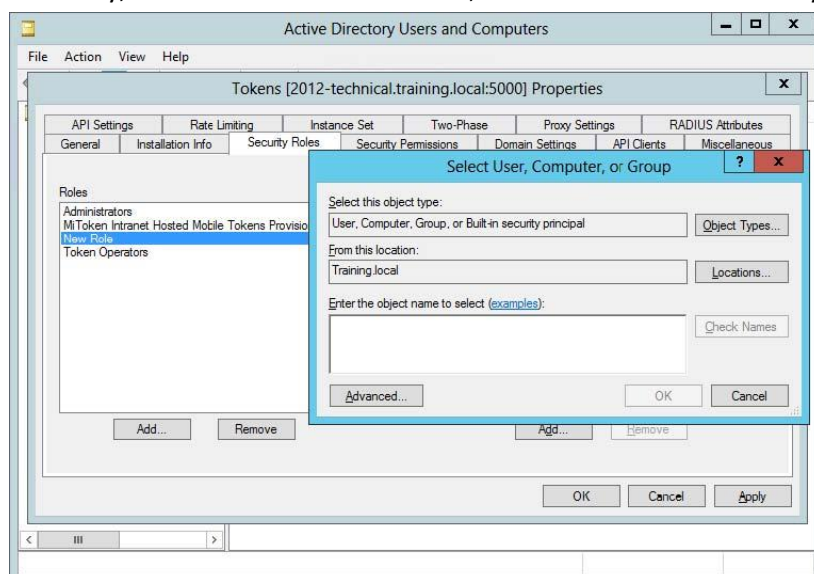 Active Directory Users and Computers
File Action View Help
Tokens [2012-technical.training.local:5000] Properties
API Settings Rate Limiting Instance Set Two-Phase Proxy Settings RADIUS Attributes
General Installation Info Security Roles Security Permissions Domain Settings API Clients Miscellaneous
Select User, Computer, or Group
Roles
Administrators
MiToken Intranet Hosted Mobile Tokens Provisio
New Role
Token Operators
Select this object type:
User, Computer, Group, or Built-in security principal Object Types...
From this location:
Training.local Locations...
Enter the object name to select (examples):
Check Names
Advanced... OK Cancel
Add... Remove Add... Remove
OK Cancel Apply